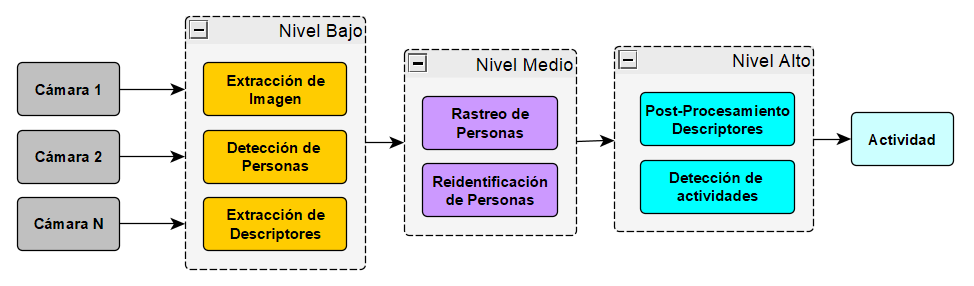 Cámara 1
Cámara 2
Cámara N
Nivel Bajo
Extracción de
Imagen
Detección de
Personas
Extracción de
Descriptores
Nivel Medio
Rastreo de
Personas
Reidentificación
de Personas
Nivel Alto
Post-Procesamiento
Descriptores
Detección de
actividades
Actividad